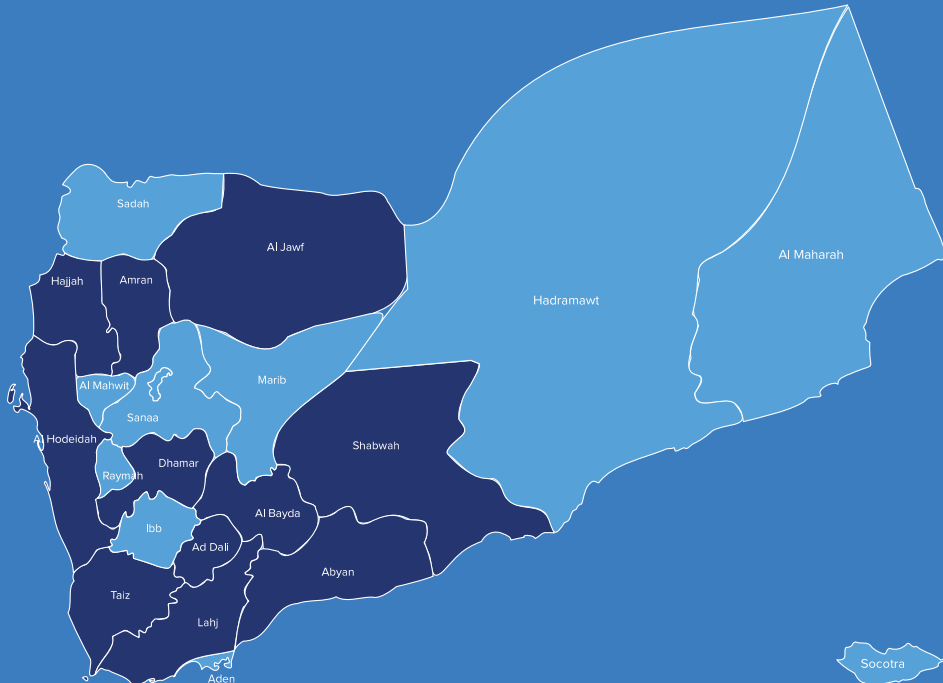 Sadah
Al Jawf
Al Maharah
Hajjah
Amran
Hadramawt
Marib
Al Mahwit
Sanaa
Al Hodeidah
Shabwah
Dhamar
Raymah
Al Bayda
Ibb
Ad Dali
Abyan
Taiz
Lahj
Socotra
Aden